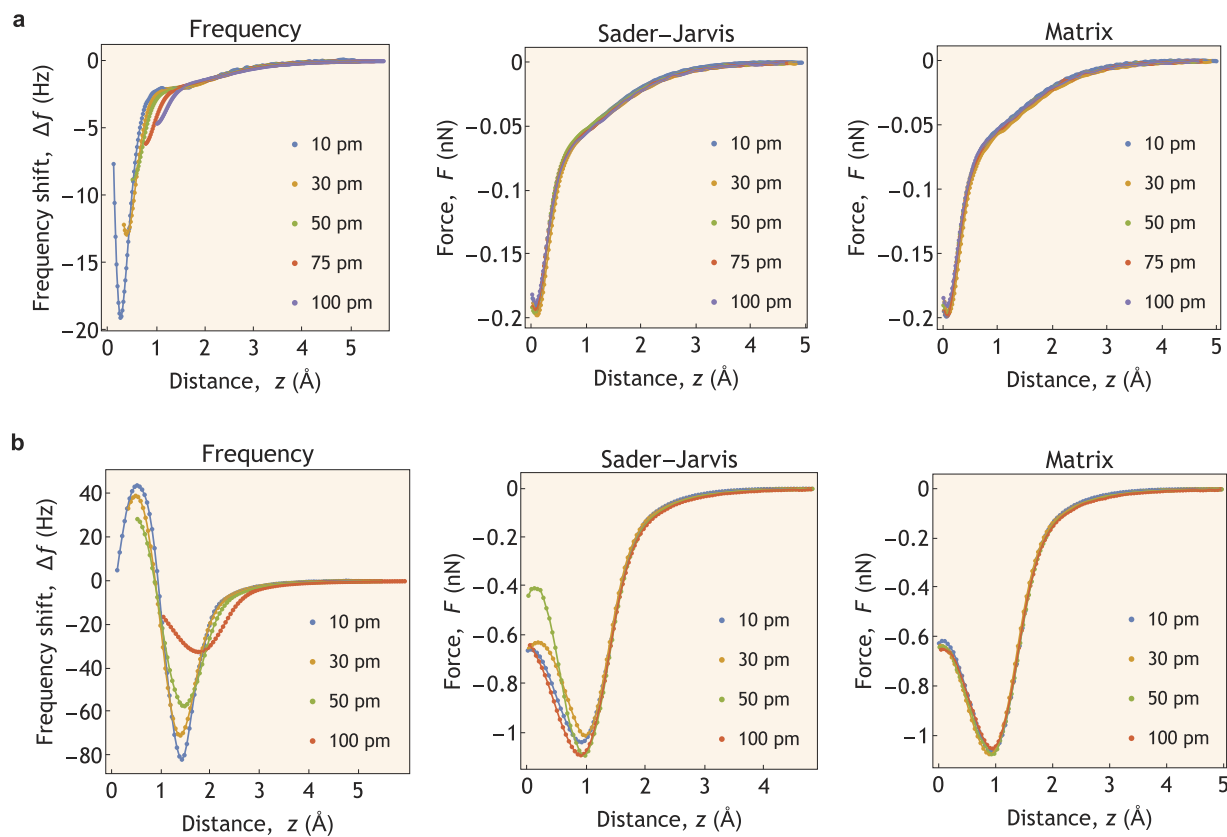 a
Frequency
Sader–Jarvis
Matrix
Frequency shift, Δf (Hz)
0
−5
−10
−15
−20
10 pm
30 pm
50 pm
75 pm
100 pm
0 1 2 3 4 5
Distance, z (Å)
Force, F (nN)
0
−0.05
−0.1
−0.15
−0.2
10 pm
30 pm
50 pm
75 pm
100 pm
0 1 2 3 4 5
Distance, z (Å)
Force, F (nN)
0
−0.05
−0.1
−0.15
−0.2
10 pm
30 pm
50 pm
75 pm
100 pm
0 1 2 3 4 5
Distance, z (Å)
b
Frequency
Sader–Jarvis
Matrix
Frequency shift, Δf (Hz)
40
20
0
−20
−40
−60
−80
10 pm
30 pm
50 pm
100 pm
0 1 2 3 4 5
Distance, z (Å)
Force, F (nN)
0
−0.2
−0.4
−0.6
−0.8
−1
10 pm
30 pm
50 pm
100 pm
0 1 2 3 4
Distance, z (Å)
Force, F (nN)
0
−0.2
−0.4
−0.6
−0.8
−1
10 pm
30 pm
50 pm
100 pm
0 1 2 3 4 5
Distance, z (Å)